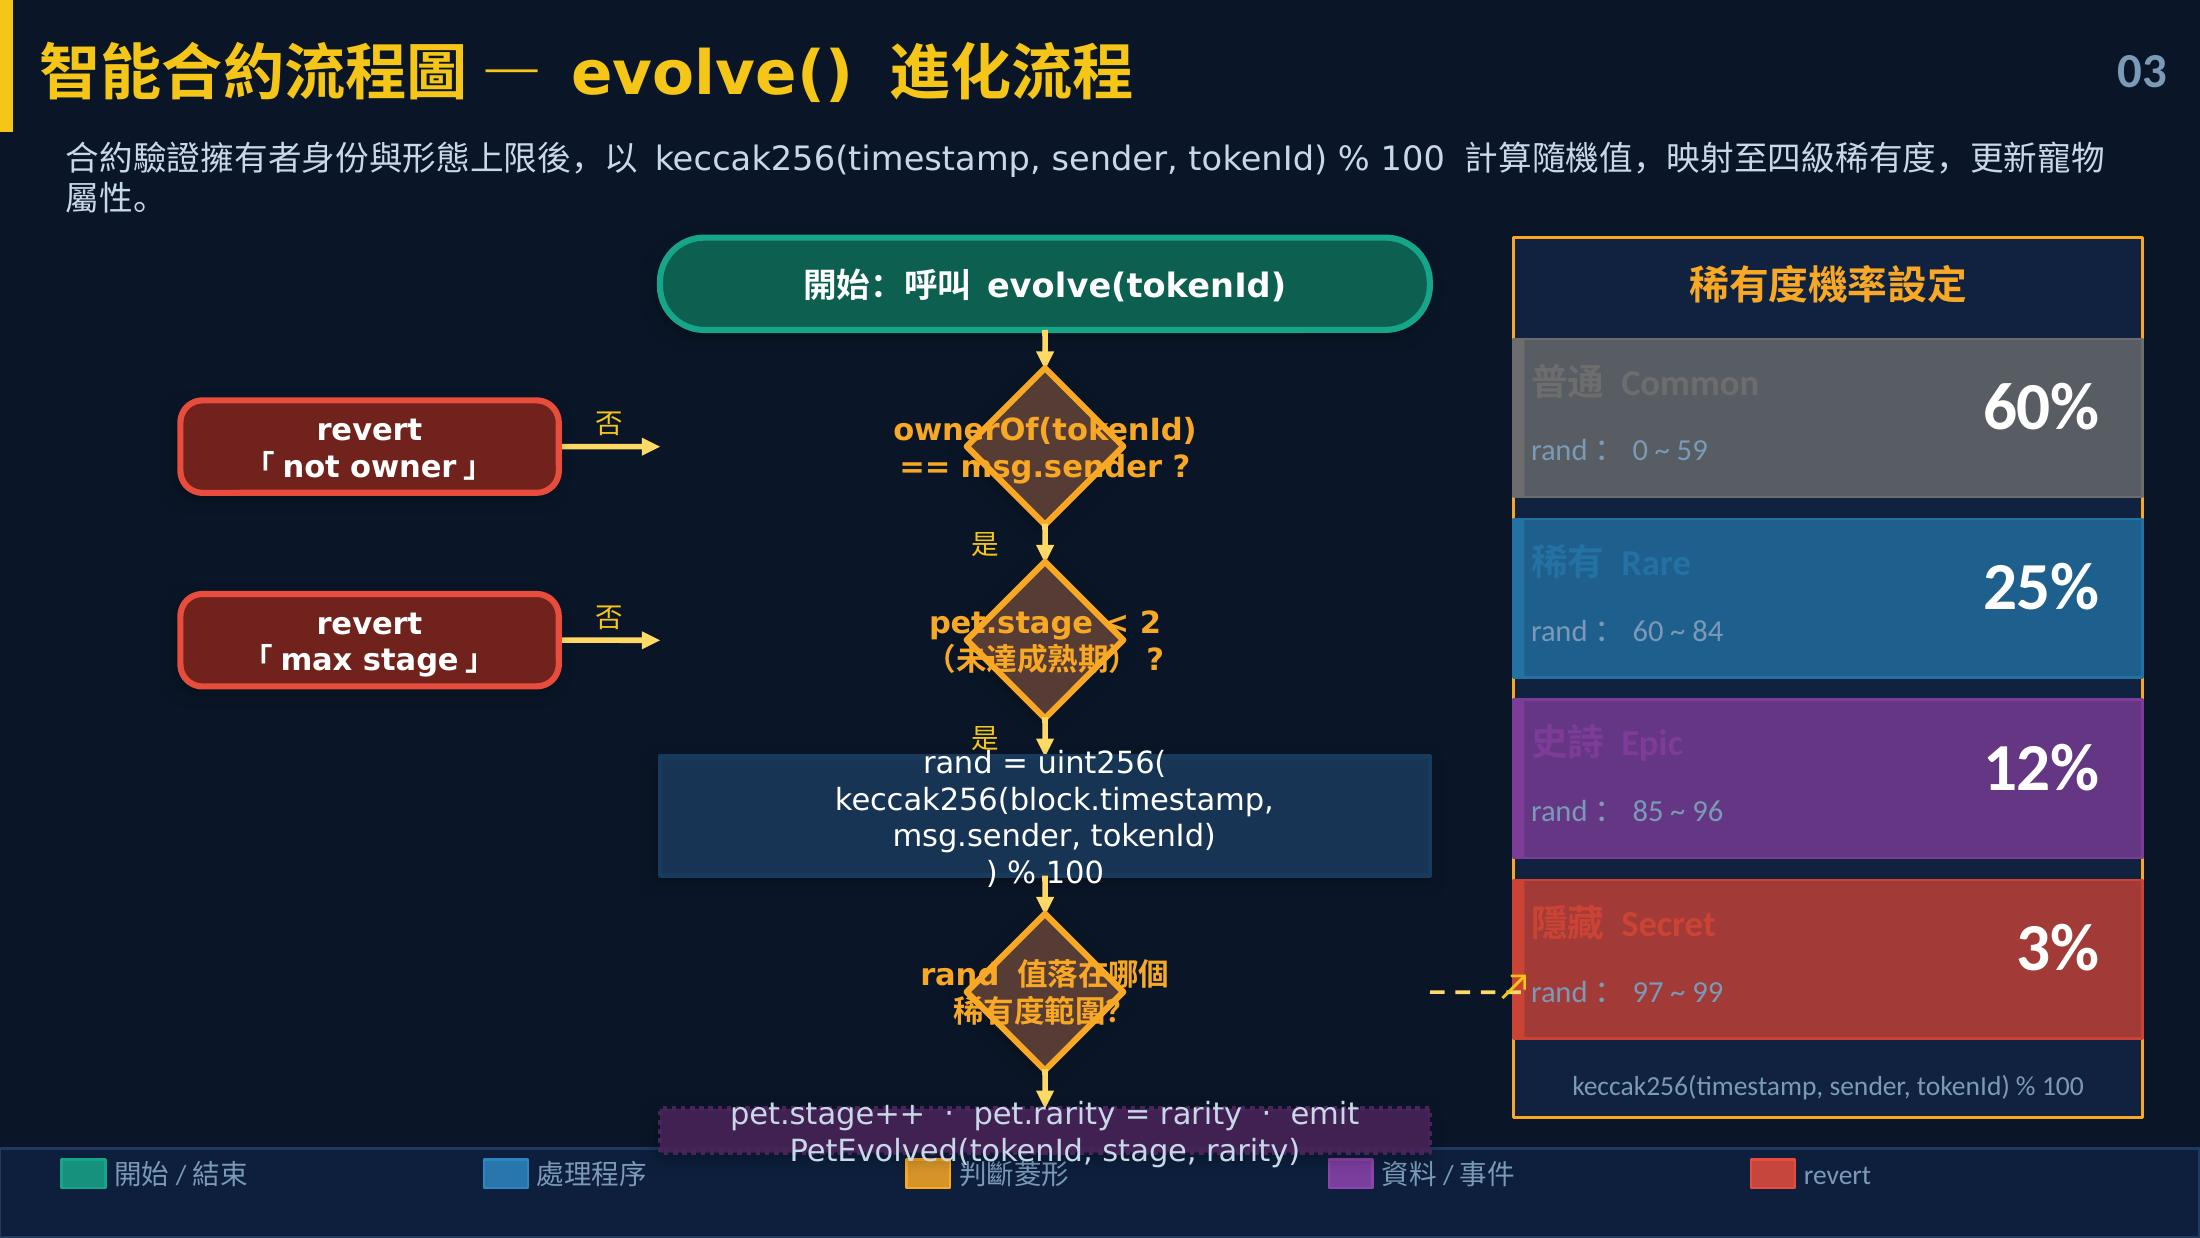 智能合約流程圖 — evolve() 進化流程
03
合約驗證擁有者身份與形態上限後，以 keccak256(timestamp, sender, tokenId) % 100 計算隨機值，映射至四級稀有度，更新寵物
屬性。
開始：呼叫 evolve(tokenId)
revert
「 not owner 」
否
ownerOf(tokenId)
== msg.sender ?
是
revert
「 max stage 」
否
pet.stage < 2
（未達成熟期） ?
是
rand = uint256(
keccak256(block.timestamp,
msg.sender, tokenId)
) % 100
rand 值落在哪個
稀有度範圍？
pet.stage++ · pet.rarity = rarity · emit
PetEvolved(tokenId, stage, rarity)
稀有度機率設定
普通 Common
60%
rand： 0 ~ 59
稀有 Rare
25%
rand： 60 ~ 84
史詩 Epic
12%
rand： 85 ~ 96
隱藏 Secret
3%
rand： 97 ~ 99
keccak256(timestamp, sender, tokenId) % 100
開始 / 結束
處理程序
判斷菱形
資料 / 事件
revert